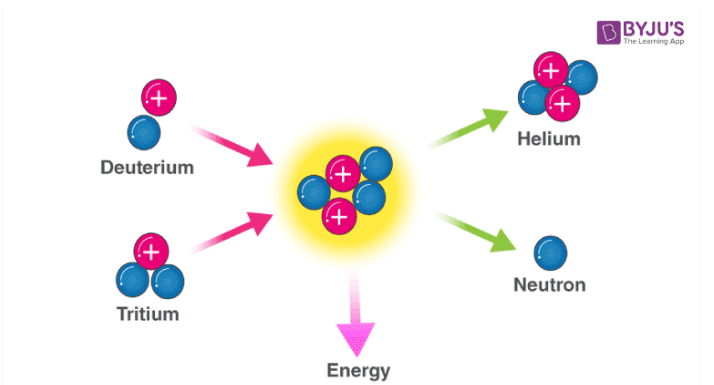 BYJU'S
The Learning App
Deuterium
Helium
Tritium
Neutron
Energy